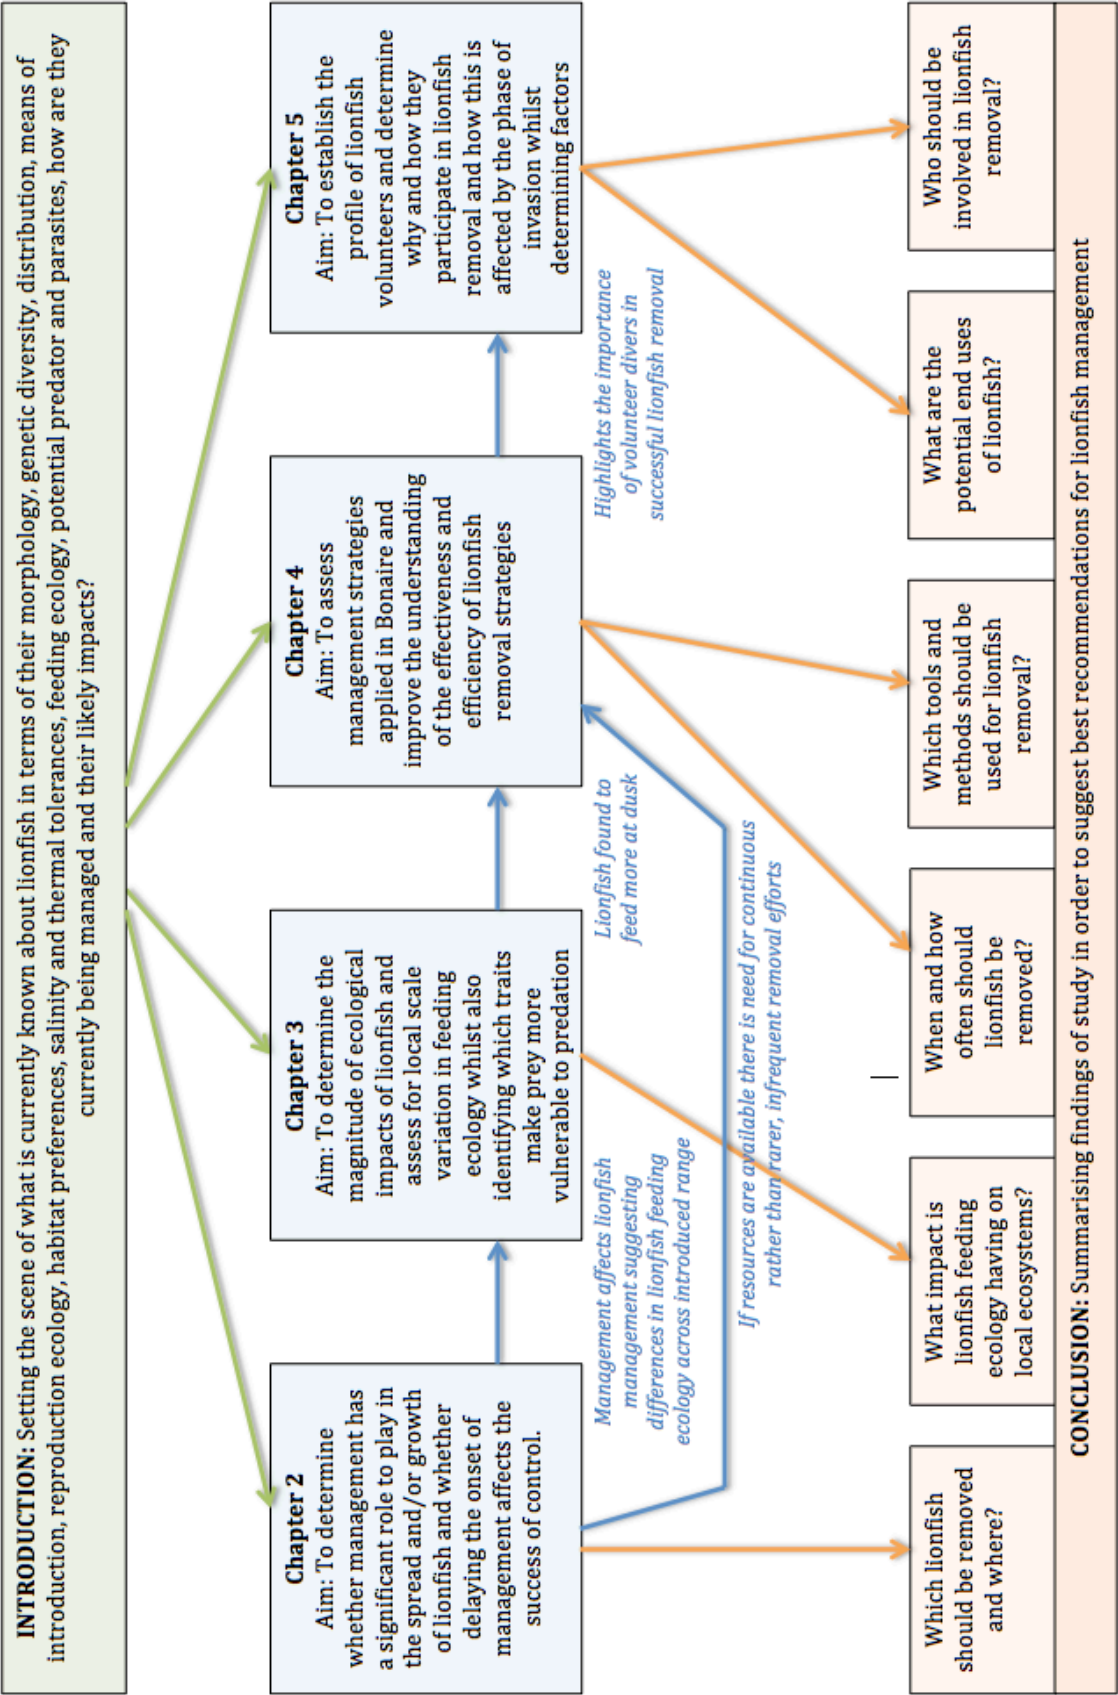 INTRODUCTION: Setting the scene of what is currently known about lionfish in terms of their morphology, genetic diversity, distribution, means of
introduction, reproduction ecology, habitat preferences, salinity and thermal tolerances, feeding ecology, potential predator and parasites, how are they
currently being managed and their likely impacts?
Chapter 2
Aim: To determine
whether management has
a significant role to play in
the spread and/or growth
of lionfish and whether
delaying the onset of
management affects the
success of control.
Chapter 3
Aim: To determine the
magnitude of ecological
impacts of lionfish and
assess for local scale
variation in feeding
ecology whilst also
identifying which traits
make prey more
vulnerable to predation
Chapter 4
Aim: To assess
management strategies
applied in Bonaire and
improve the understanding
of the effectiveness and
efficiency of lionfish
removal strategies
Chapter 5
Aim: To establish the
profile of lionfish
volunteers and determine
why and how they
participate in lionfish
removal and how this is
affected by the phase of
invasion whilst
determining factors
Management affects lionfish
management suggesting
differences in lionfish feeding
ecology across introduced range
Lionfish found to
feed more at dusk
Highlights the importance
of volunteer divers in
successful lionfish removal
If resources are available there is need for continuous
rather than rarer, infrequent removal efforts
Which lionfish
should be removed
and where?
What impact is
lionfish feeding
ecology having on
local ecosystems?
When and how
often should
lionfish be
removed?
Which tools and
methods should be
used for lionfish
removal?
What are the
potential end uses
of lionfish?
Who should be
involved in lionfish
removal?
CONCLUSION: Summarising findings of study in order to suggest best recommendations for lionfish management